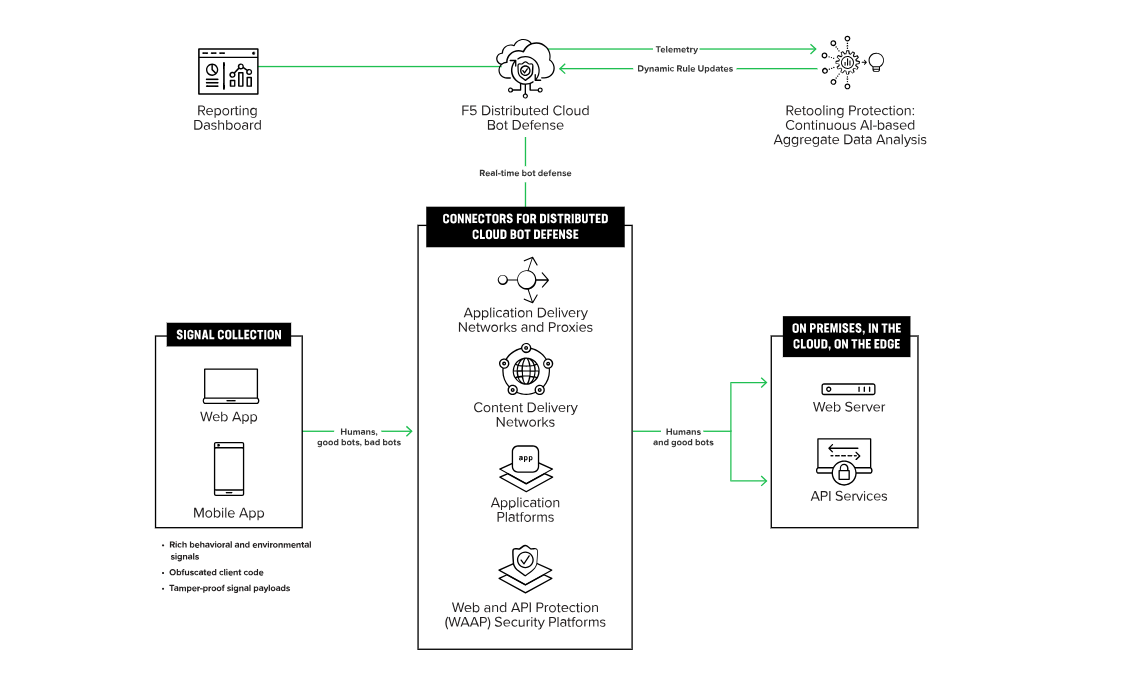 Telemetry
Dynamic Rule Updates
Reporting
Dashboard
F5 Distributed Cloud
Bot Defense
Retooling Protection:
Continuous AI-based
Aggregate Data Analysis
Real-time bot defense
CONNECTORS FOR DISTRIBUTED
CLOUD BOT DEFENSE
Application Delivery
Networks and Proxies
Content Delivery
Networks
app
Application
Platforms
Web and API Protection
(WAAP) Security Platforms
SIGNAL COLLECTION
Web App
Mobile App
• Rich behavioral and environmental
signals
• Obfuscated client code
• Tamper-proof signal payloads
Humans,
good bots, bad bots
Humans
and good bots
ON PREMISES, IN THE
CLOUD, ON THE EDGE
Web Server
API Services